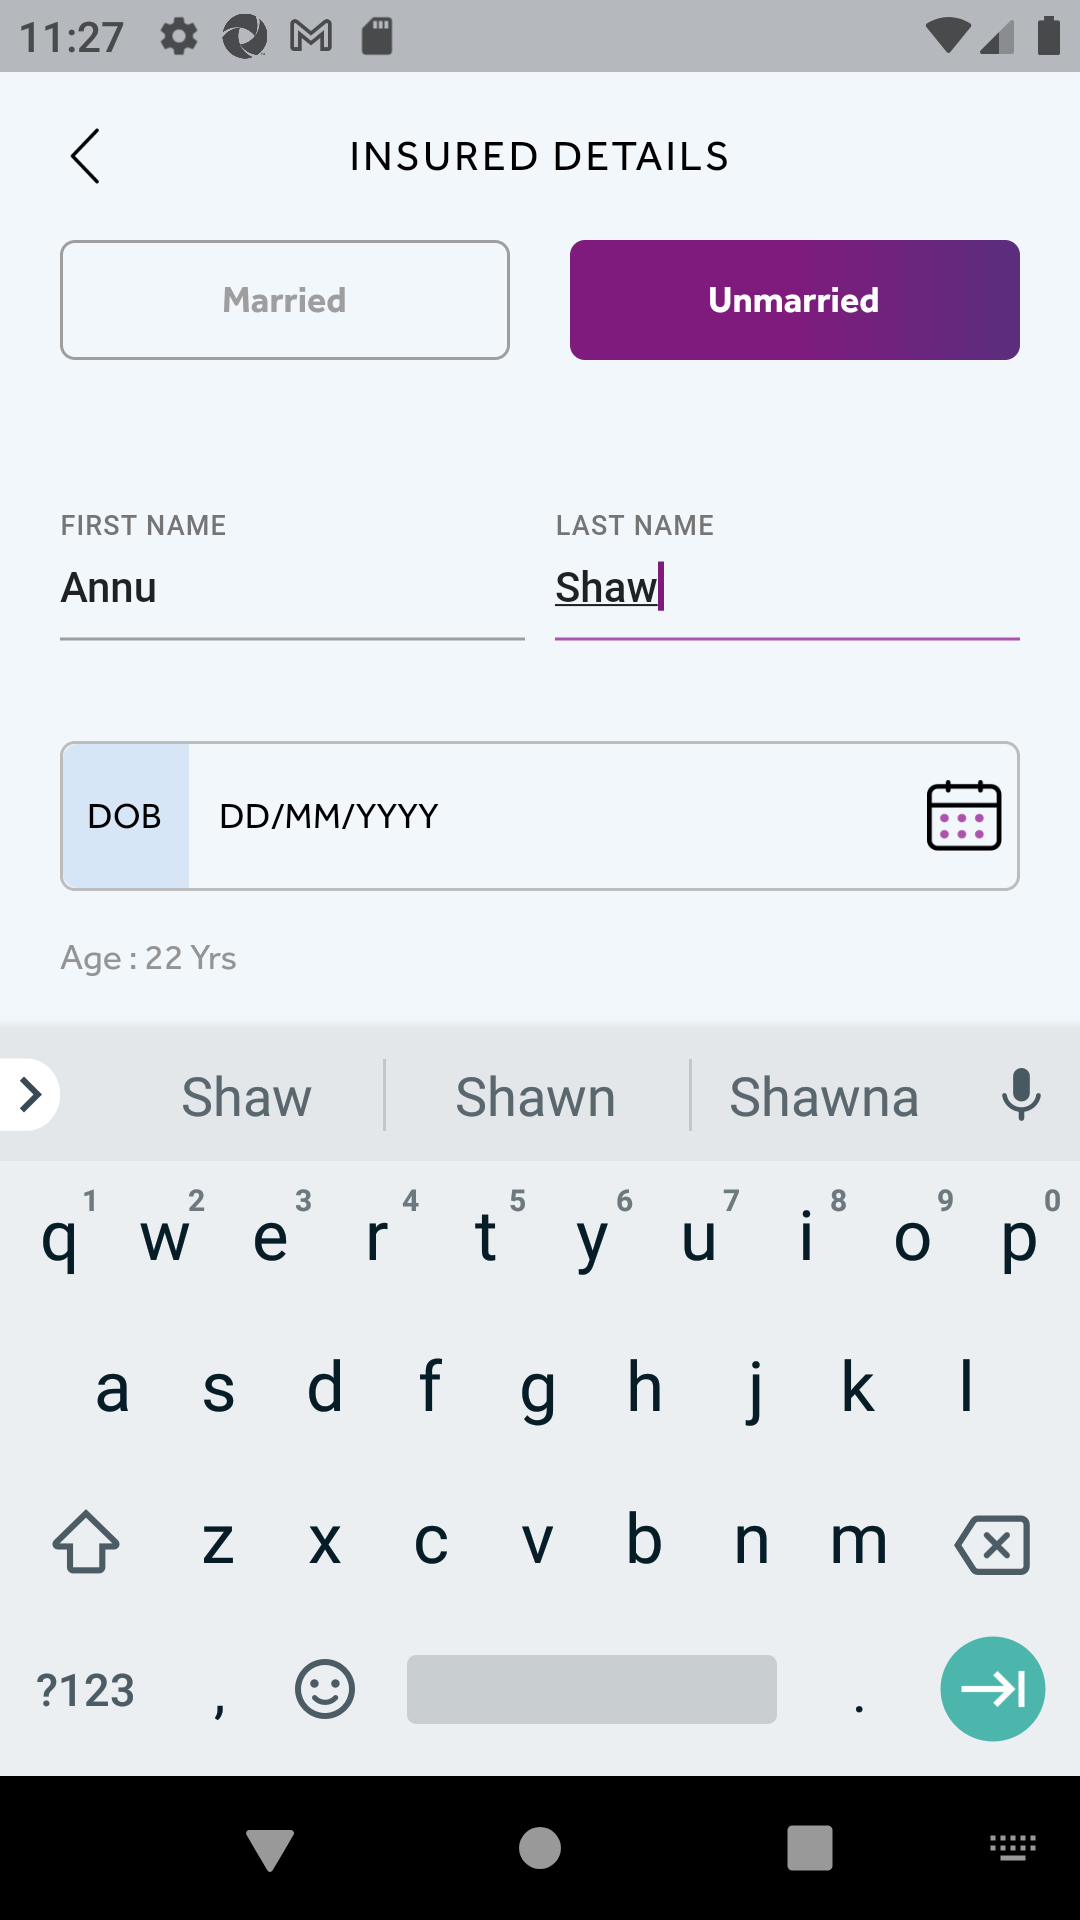 11:27
INSURED DETAILS
Married Unmarried
FIRST NAME LAST NAME
Annu Shaw
DOB DD/MM/YYYY
Age : 22 Yrs
Shaw Shawn Shawna
1 2 3 4 5 6 7 8 9 0
q w e r t y u i o p
a s d f g h j k l
z x c v b n m
?123 , .